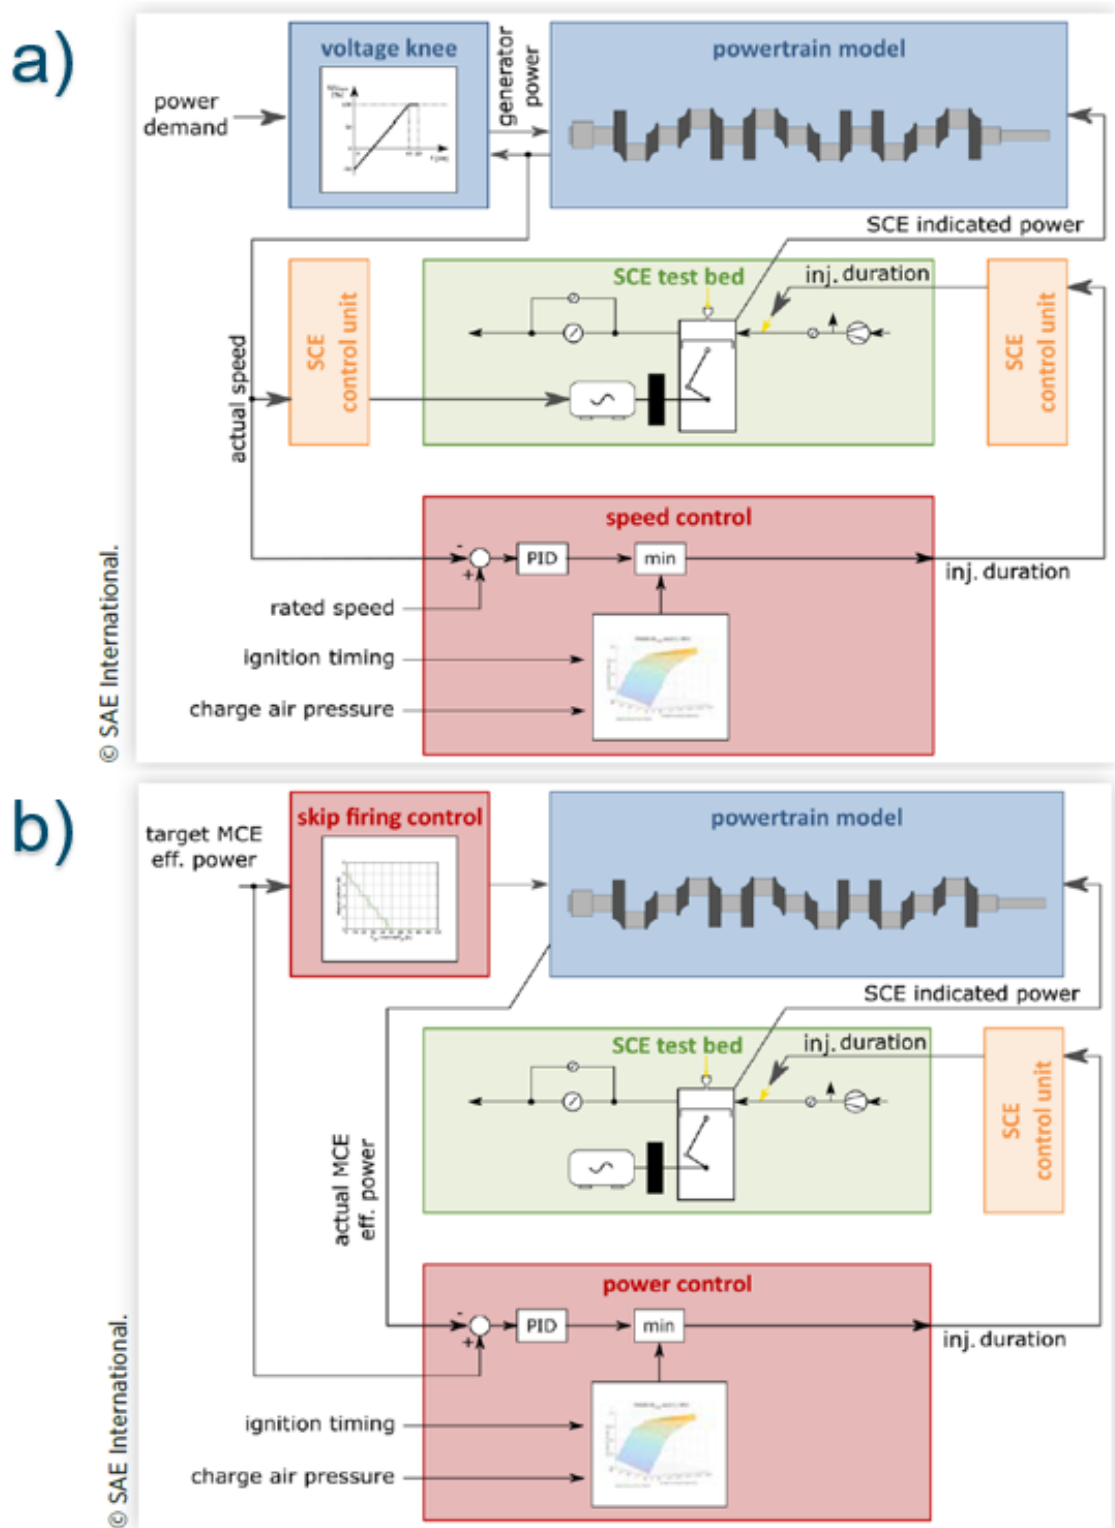 a)
voltage knee
powertrain model
power
demand
generator
power
SCE indicated power
SCE test bed
inj. duration
SCE
control unit
SCE
control unit
actual speed
speed control
PID
min
-
+
inj. duration
rated speed
ignition timing
charge air pressure
© SAE International.
b)
skip firing control
powertrain model
target MCE
eff. power
SCE indicated power
SCE test bed
inj. duration
SCE
control unit
actual MCE
eff. power
power control
PID
min
-
+
inj. duration
ignition timing
charge air pressure
© SAE International.